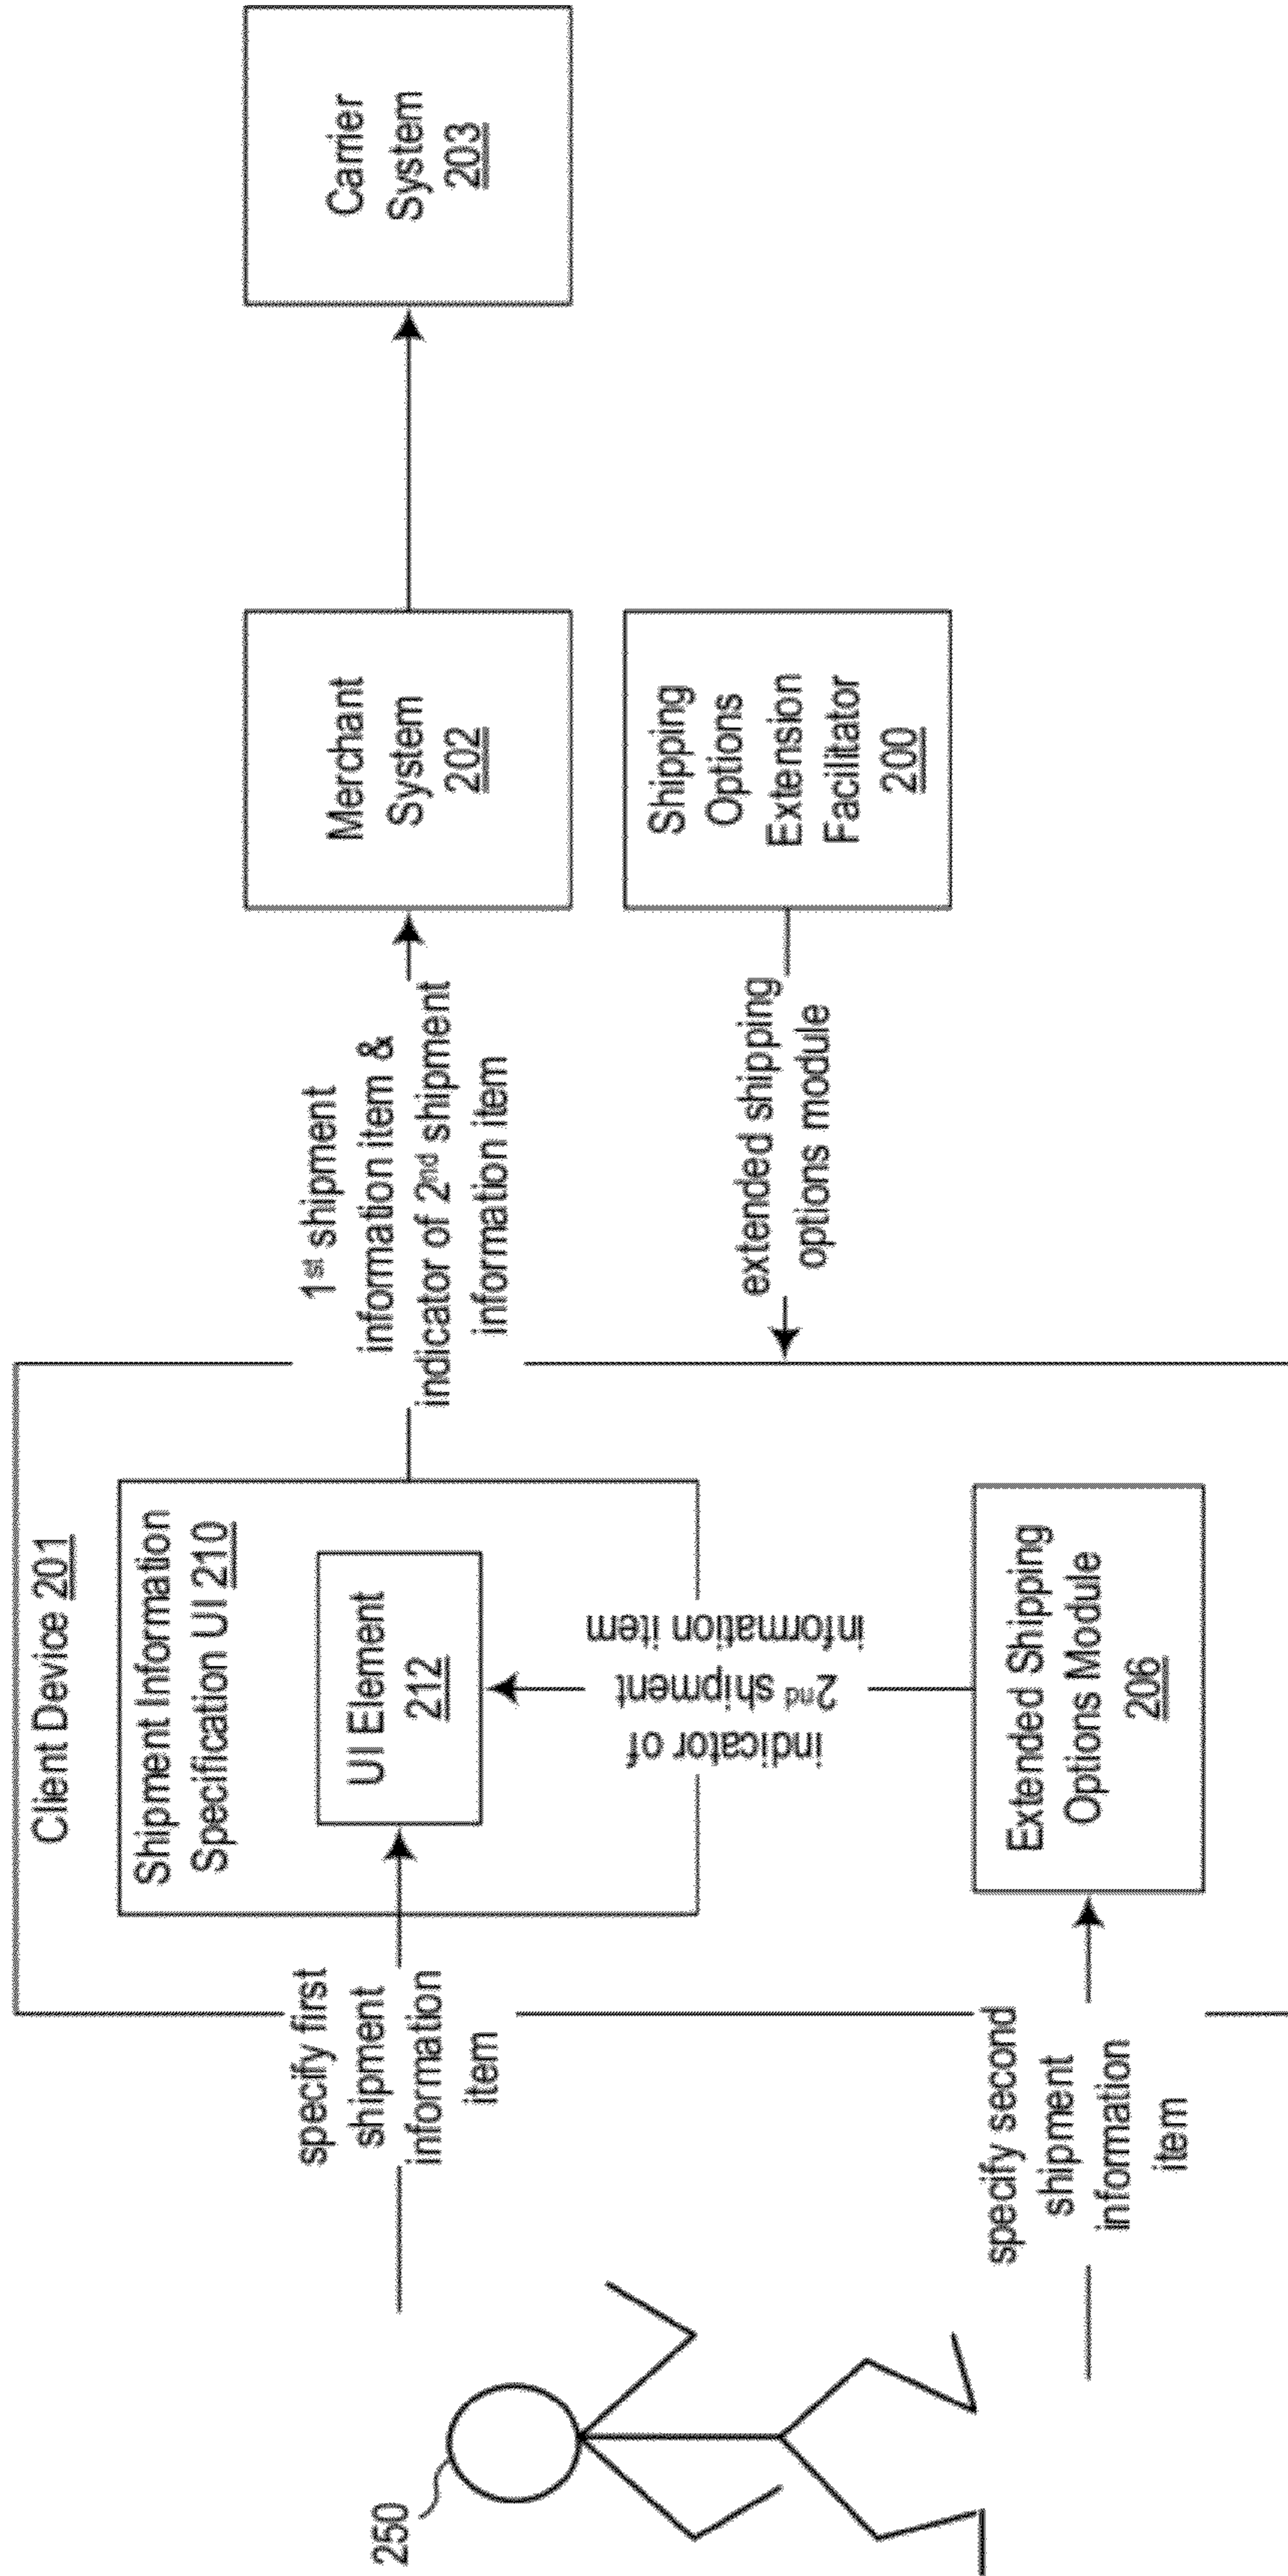 Client Device 201
Shipment Information
Specification UI 210
UI Element
212
specify first
shipment
information
item
250
indicator of
2nd shipment
information item
specify second
shipment
information
item
Extended Shipping
Options Module
206
1st shipment
information item &
indicator of 2nd shipment
information item
extended shipping
options module
Merchant
System
202
Shipping
Options
Extension
Facilitator
200
Carrier
System
203